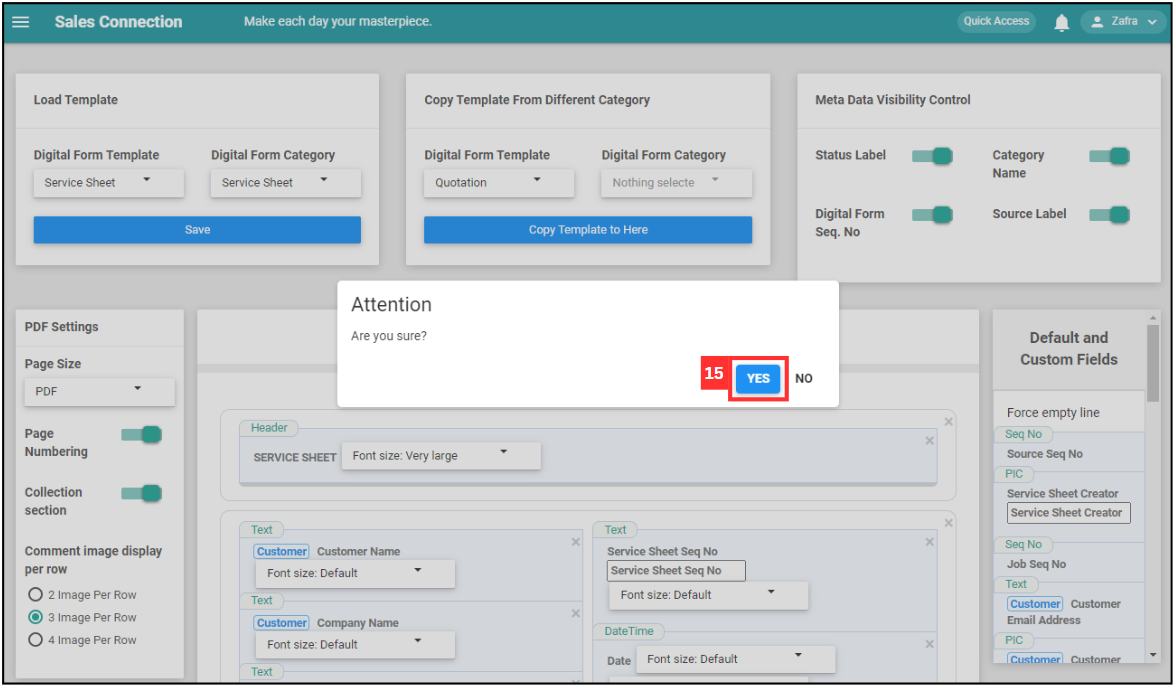 Sales Connection
Make each day your masterpiece.
Quick Access
Zafra
Load Template
Digital Form Template
Digital Form Category
Service Sheet
Service Sheet
Save
Copy Template From Different Category
Digital Form Template
Digital Form Category
Quotation
Nothing selecte
Copy Template to Here
Meta Data Visibility Control
Status Label
Category
Name
Digital Form
Seq. No
Source Label
Attention
Are you sure?
15
YES
NO
PDF Settings
Page Size
PDF
Page
Numbering
Collection
section
Comment image display
per row
2 Image Per Row
3 Image Per Row
4 Image Per Row
Header
SERVICE SHEET
Font size: Very large
Text
Customer Customer Name
Font size: Default
Text
Customer Company Name
Font size: Default
Text
Text
Service Sheet Seq No
Service Sheet Seq No
Font size: Default
DateTime
Date
Font size: Default
Default and
Custom Fields
Force empty line
Seq No
Source Seq No
PIC
Service Sheet Creator
Service Sheet Creator
Seq No
Job Seq No
Text
Customer Customer
Email Address
PIC
Customer Customer